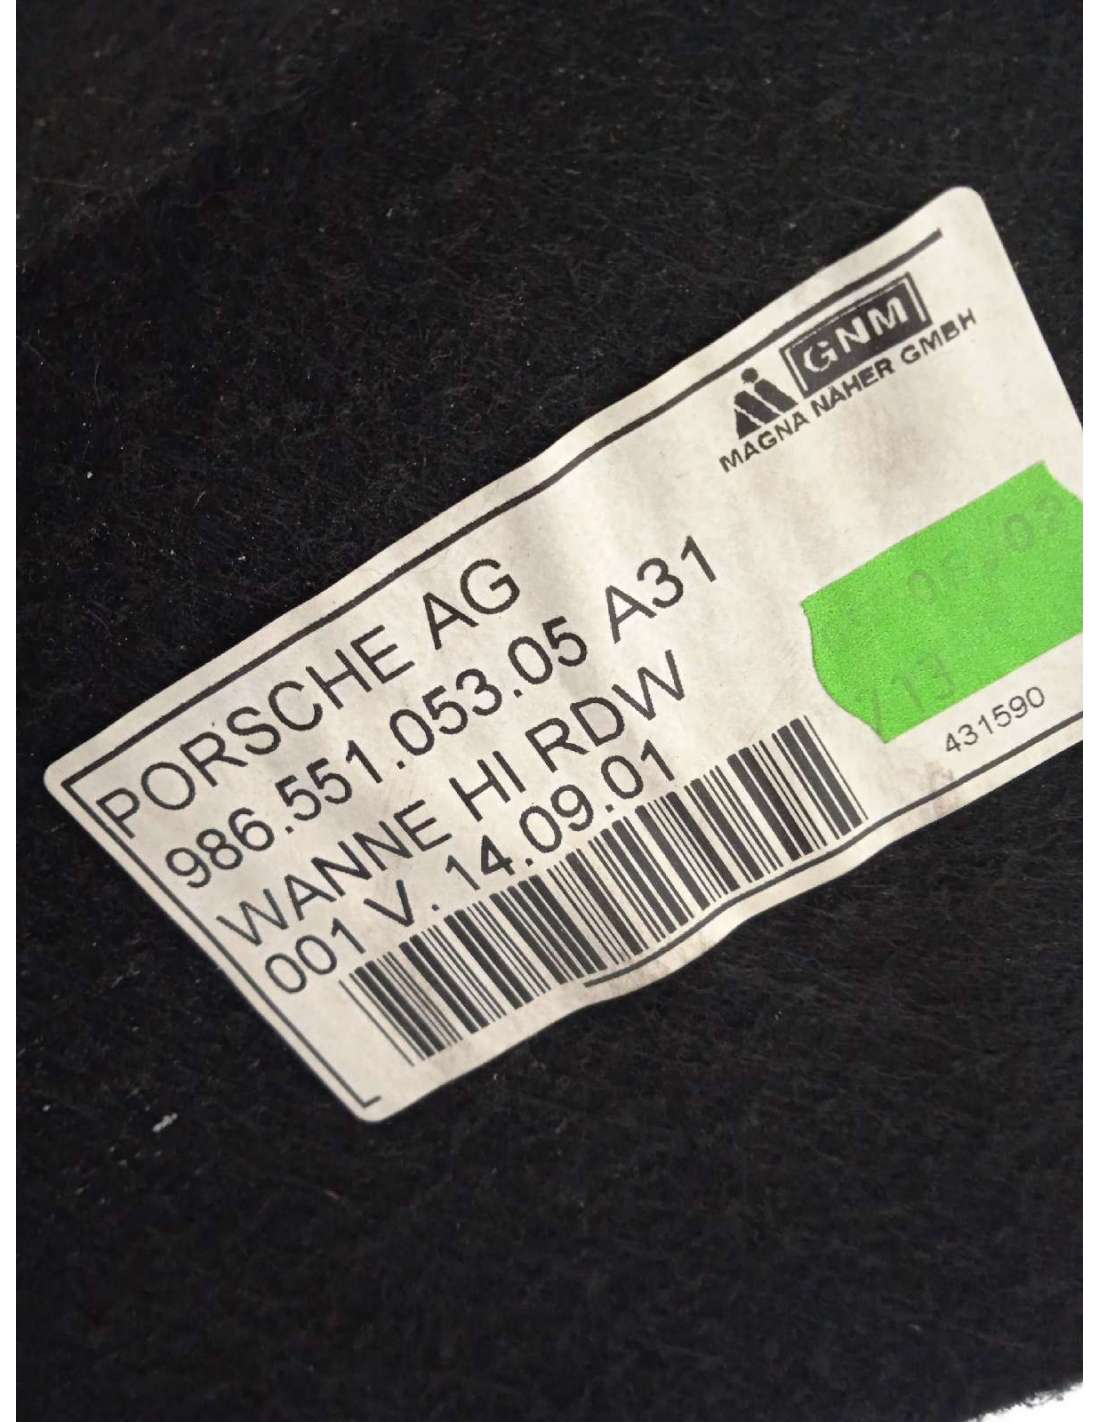 GNM
MAGNA NÄHER GMBH
PORSCHE AG
986.551.053.05 A31
WANNE HI RDW
001 V. 14.09.01
/13
431590